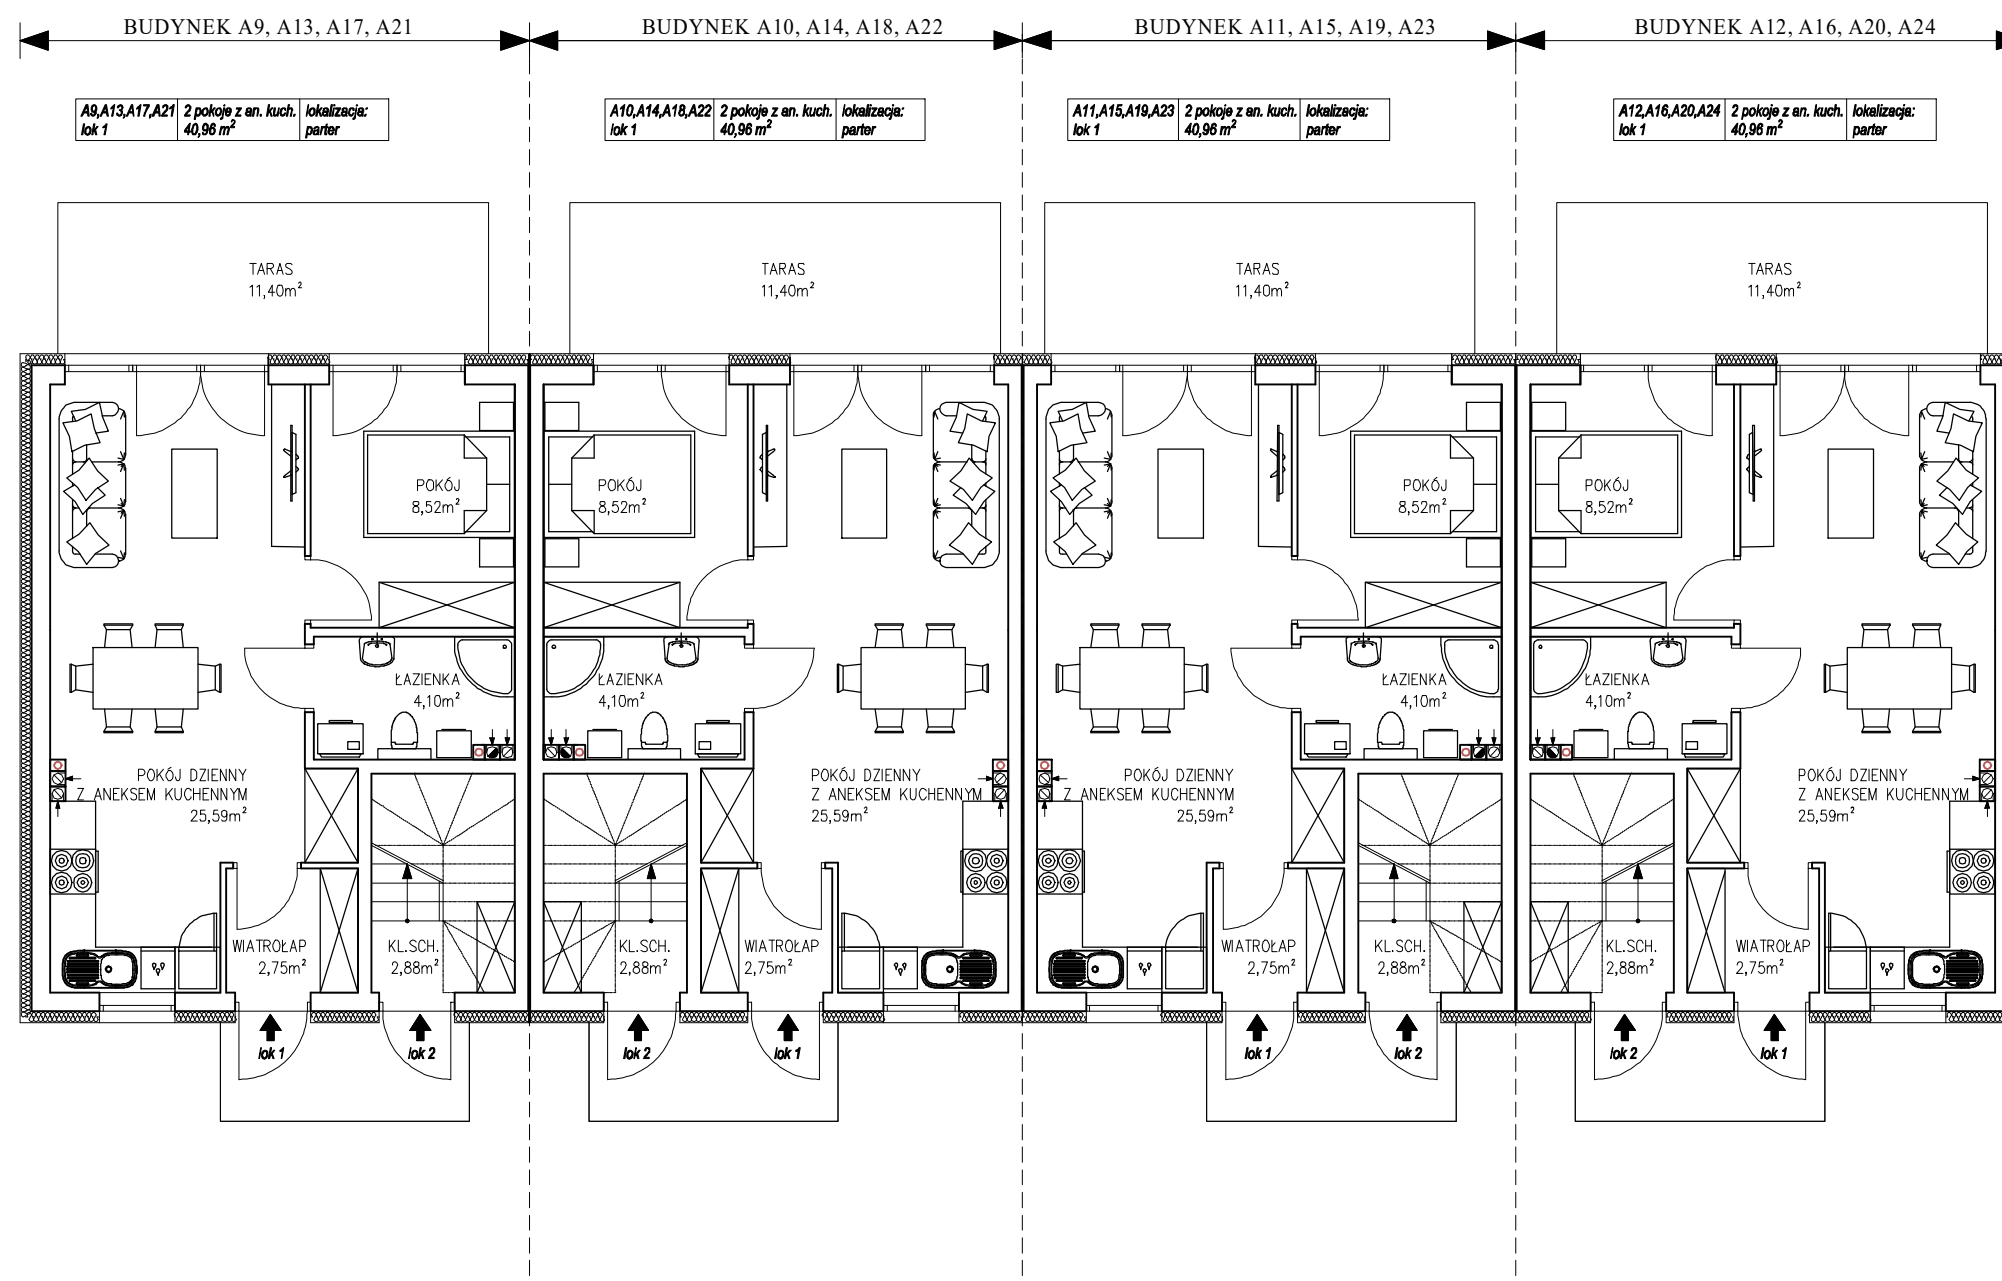 BUDYNEK A9, A13, A17, A21
BUDYNEK A10, A14, A18, A22
BUDYNEK A11, A15, A19, A23
BUDYNEK A12, A16, A20, A24
A9,A13,A17,A21 2 pokoje z an. kuch. lokalizacja:
lok 1 40,96 m² parter
A10,A14,A18,A22 2 pokoje z an. kuch. lokalizacja:
lok 1 40,96 m² parter
A11,A15,A19,A23 2 pokoje z an. kuch. lokalizacja:
lok 1 40,96 m² parter
A12,A16,A20,A24 2 pokoje z an. kuch. lokalizacja:
lok 1 40,96 m² parter
TARAS
11,40m²
TARAS
11,40m²
TARAS
11,40m²
TARAS
11,40m²
POKÓJ
8,52m²
POKÓJ
8,52m²
POKÓJ
8,52m²
POKÓJ
8,52m²
ŁAZIENKA
4,10m²
ŁAZIENKA
4,10m²
ŁAZIENKA
4,10m²
ŁAZIENKA
4,10m²
POKÓJ DZIENNY
Z ANEKSEM KUCHENNYM
25,59m²
POKÓJ DZIENNY
Z ANEKSEM KUCHENNYM
25,59m²
POKÓJ DZIENNY
Z ANEKSEM KUCHENNYM
25,59m²
POKÓJ DZIENNY
Z ANEKSEM KUCHENNYM
25,59m²
WIATROŁAP
2,75m²
KL.SCH.
2,88m²
KL.SCH.
2,88m²
WIATROŁAP
2,75m²
WIATROŁAP
2,75m²
KL.SCH.
2,88m²
KL.SCH.
2,88m²
WIATROŁAP
2,75m²
lok 1
lok 2
lok 2
lok 1
lok 1
lok 2
lok 2
lok 1